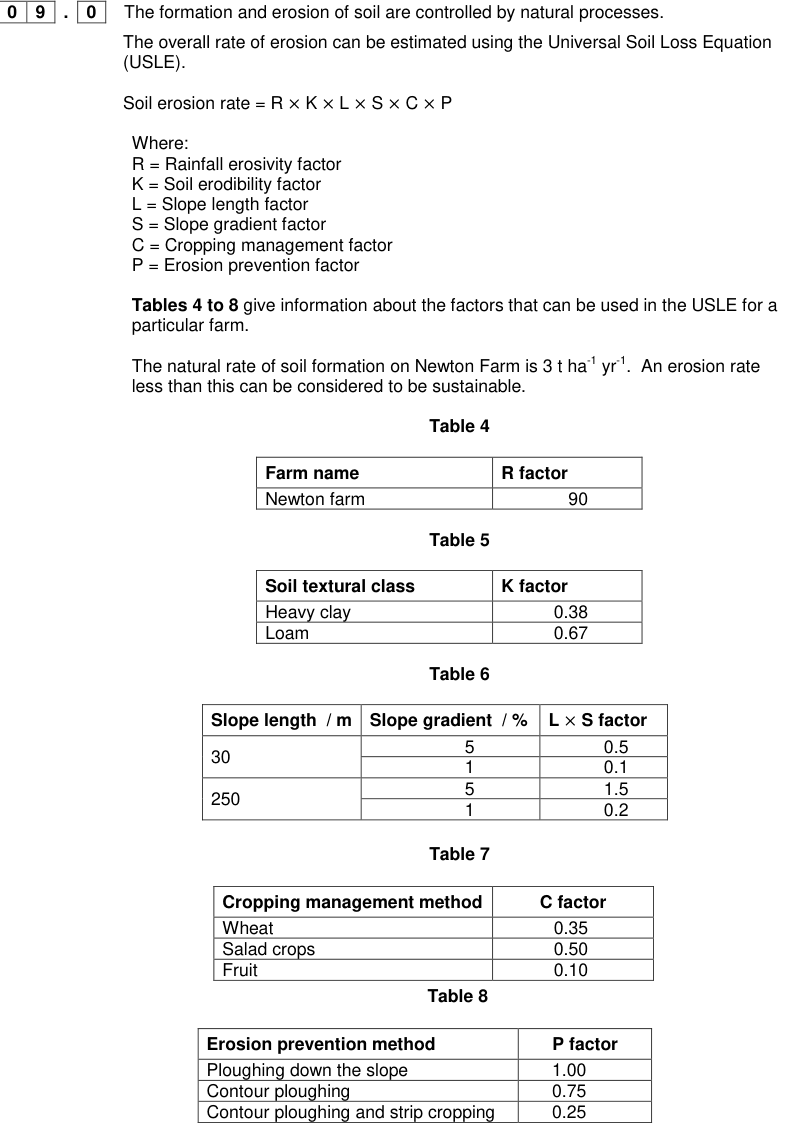 0 9 . 0 The formation and erosion of soil are controlled by natural processes.
The overall rate of erosion can be estimated using the Universal Soil Loss Equation
(USLE).
Soil erosion rate = R × K × L × S × C × P
Where:
R = Rainfall erosivity factor
K = Soil erodibility factor
L = Slope length factor
S = Slope gradient factor
C = Cropping management factor
P = Erosion prevention factor
Tables 4 to 8 give information about the factors that can be used in the USLE for a
particular farm.
The natural rate of soil formation on Newton Farm is 3 t ha⁻¹ yr⁻¹. An erosion rate
less than this can be considered to be sustainable.
Table 4
Farm name R factor
Newton farm 90
Table 5
Soil textural class K factor
Heavy clay 0.38
Loam 0.67
Table 6
Slope length / m Slope gradient / % L × S factor
30 5 0.5
1 0.1
250 5 1.5
1 0.2
Table 7
Cropping management method C factor
Wheat 0.35
Salad crops 0.50
Fruit 0.10
Table 8
Erosion prevention method P factor
Ploughing down the slope 1.00
Contour ploughing 0.75
Contour ploughing and strip cropping 0.25